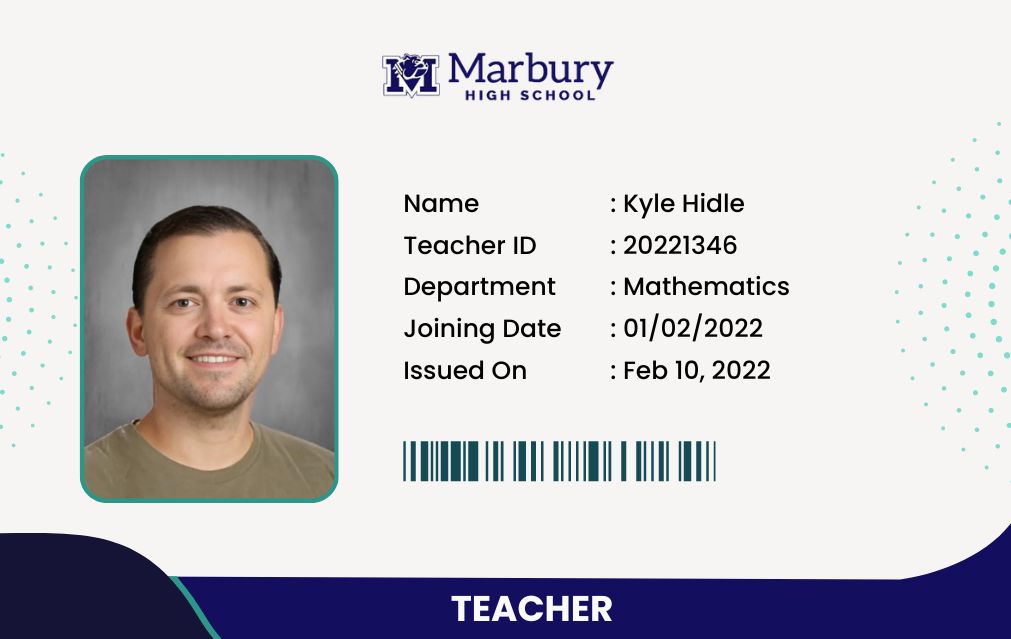 Marbury
HIGH SCHOOL
Name : Kyle Hidle
Teacher ID : 20221346
Department : Mathematics
Joining Date : 01/02/2022
Issued On : Feb 10, 2022
TEACHER